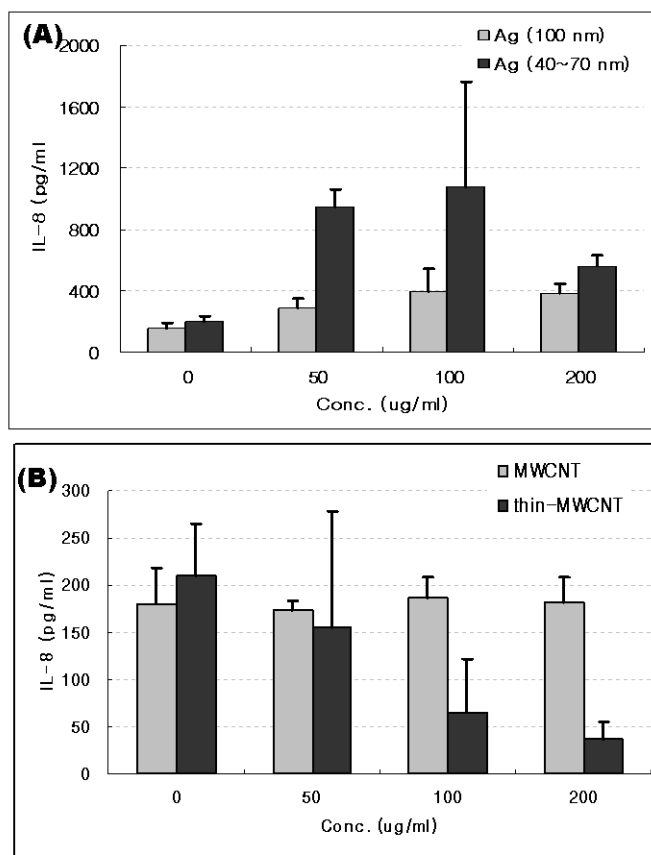 (A)
2000
1600
1200
800
400
0
IL-8 (pg/ml)
Ag (100 nm)
Ag (40~70 nm)
0 50 100 200
Conc. (ug/ml)
(B)
300
250
200
150
100
50
0
IL-8 (pg/ml)
MWCNT
thin-MWCNT
0 50 100 200
Conc. (ug/ml)